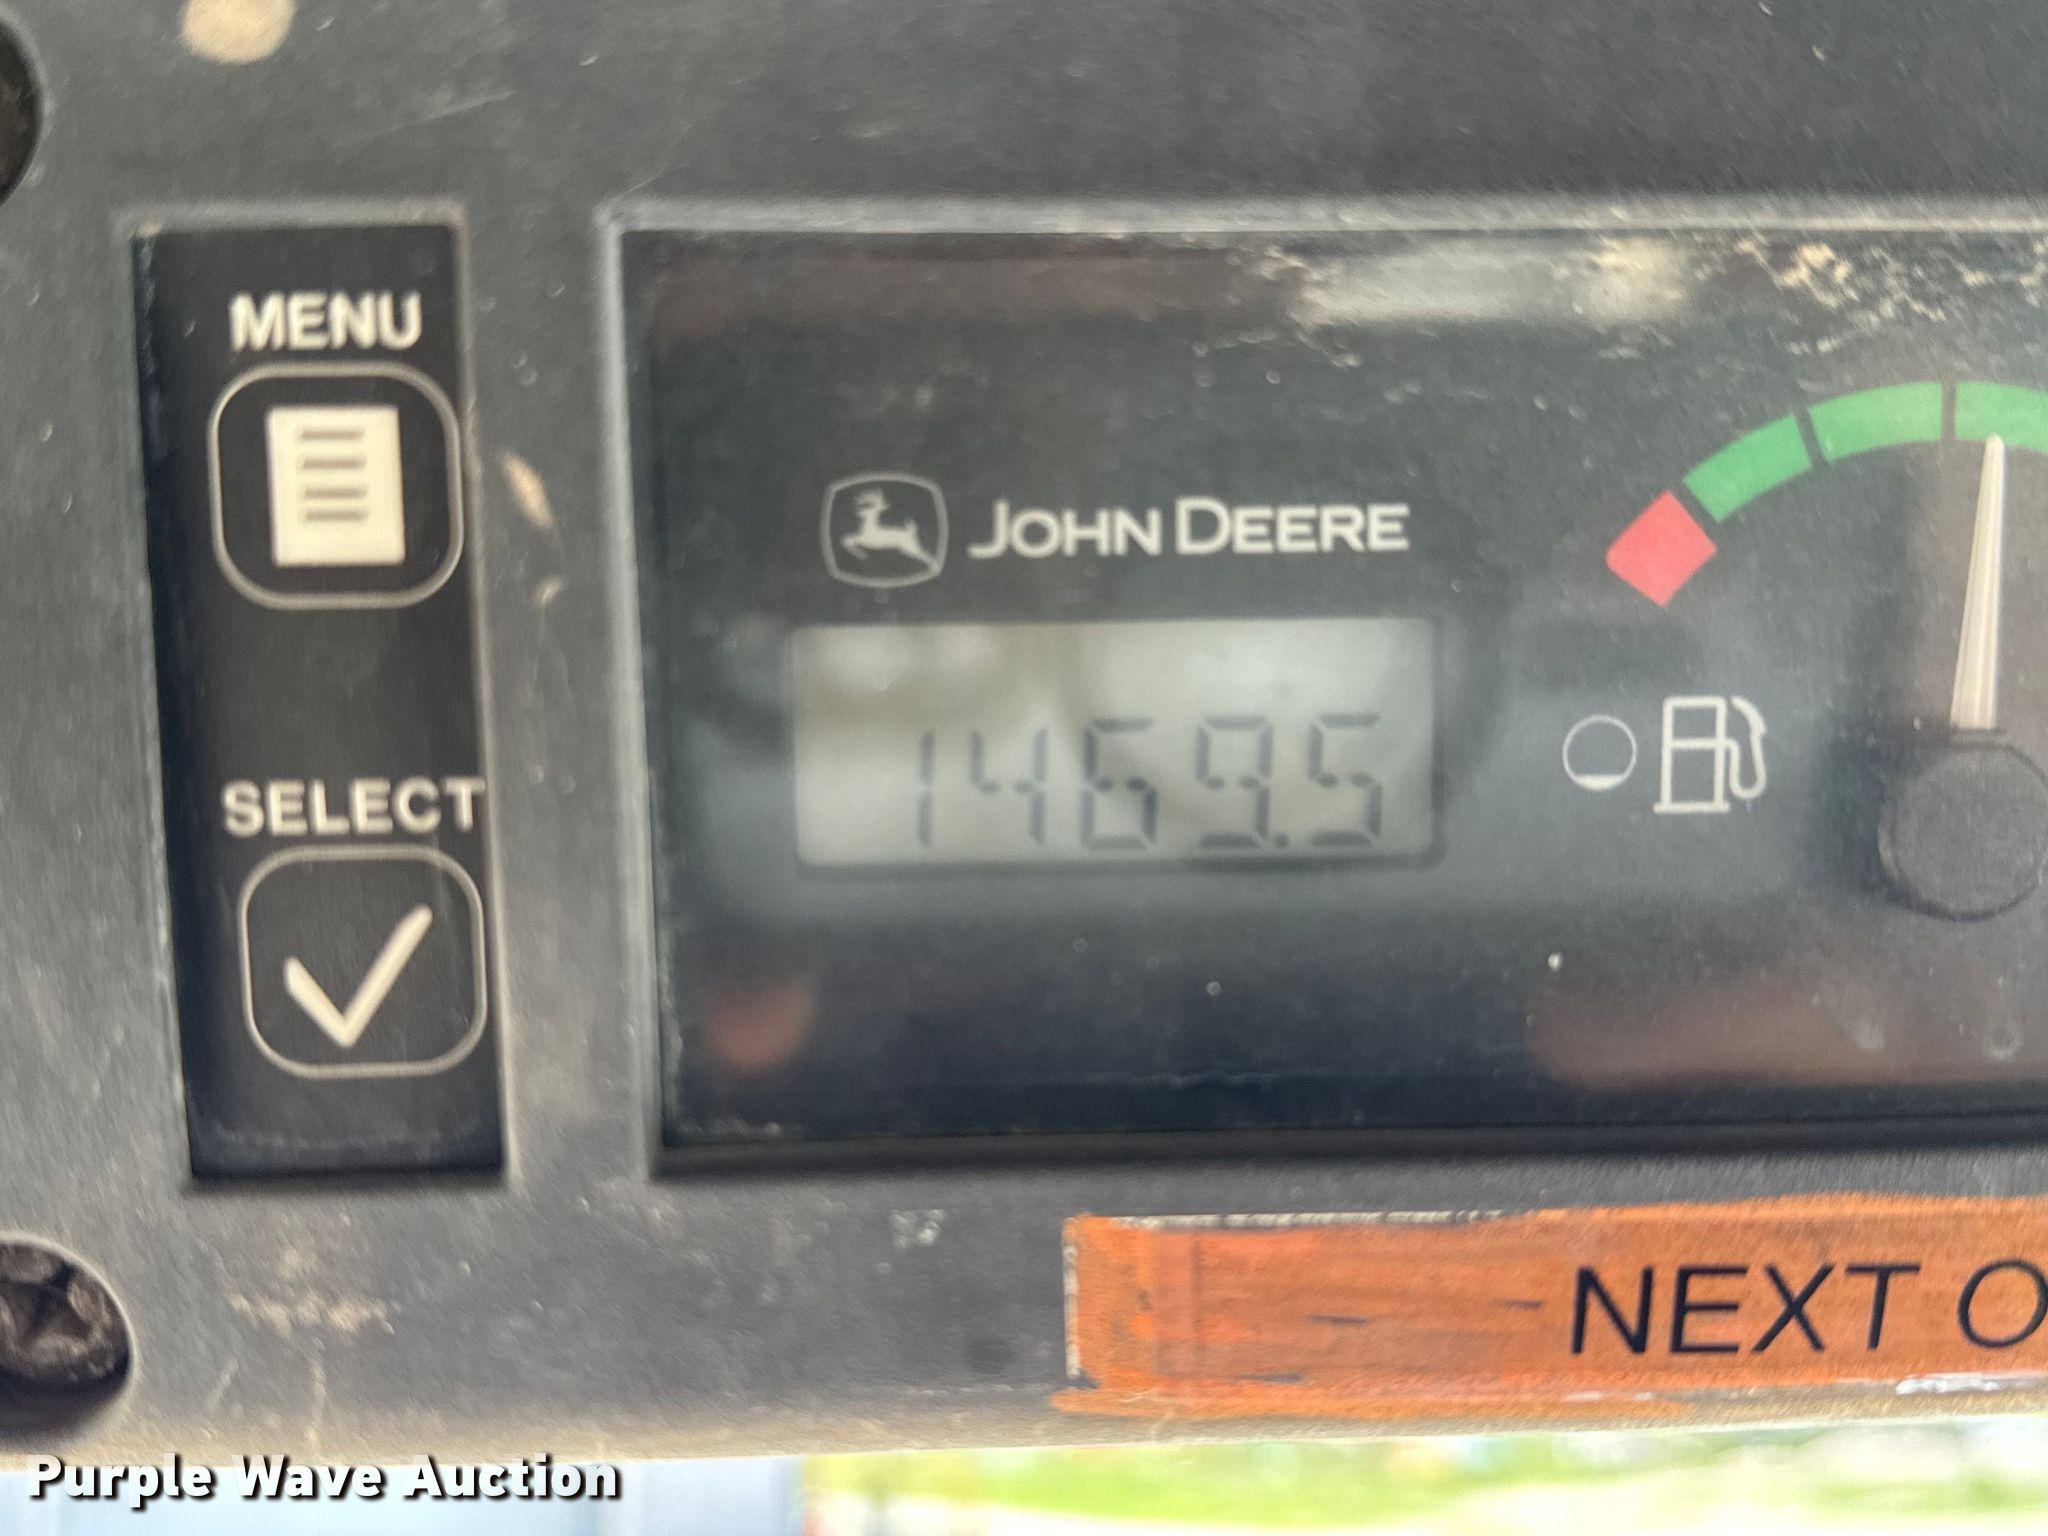 MENU
JOHN DEERE
1469.5
SELECT
NEXT O
Purple Wave Auction